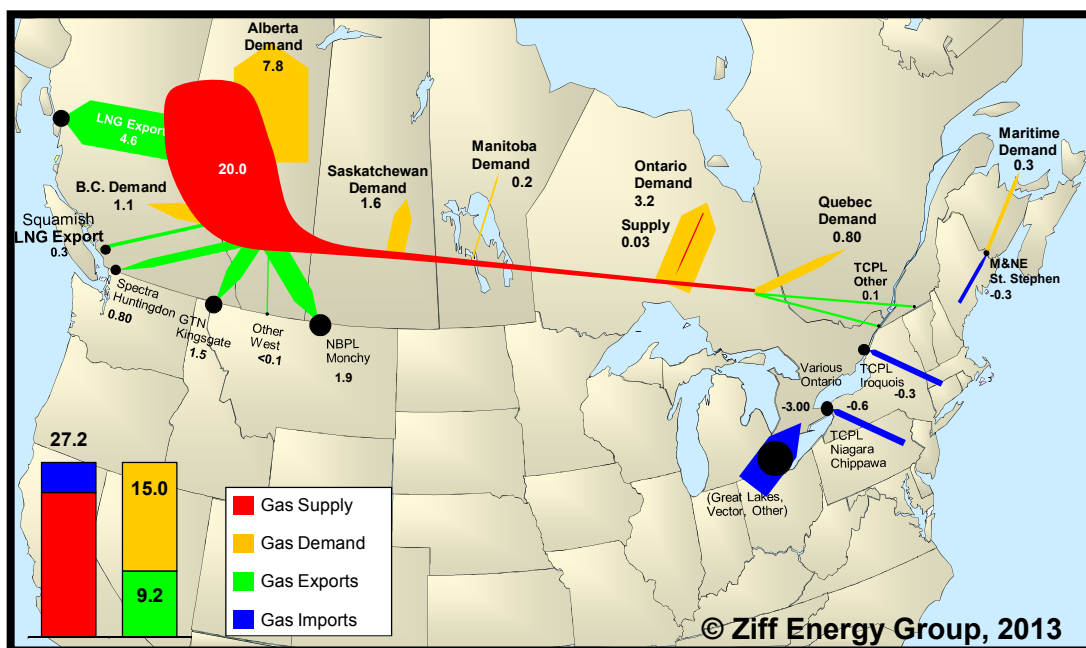 Alberta
Demand
7.8
LNG Export
4.6
20.0
B.C. Demand
1.1
Squamish
LNG Export
0.3
Saskatchewan
Demand
1.6
Manitoba
Demand
0.2
Ontario
Demand
3.2
Supply
0.03
Quebec
Demand
0.80
Maritime
Demand
0.3
TCPL
Other
0.1
M&NE
St. Stephen
-0.3
Spectra
Huntingdon
0.80
GTN
Kingsgate
1.5
Other
West
<0.1
NBPL
Monchy
1.9
Various
Ontario
-3.00
TCPL
Iroquois
-0.3
-0.6
TCPL
Niagara
Chippawa
(Great Lakes,
Vector, Other)
27.2
15.0
9.2
Gas Supply
Gas Demand
Gas Exports
Gas Imports
© Ziff Energy Group, 2013